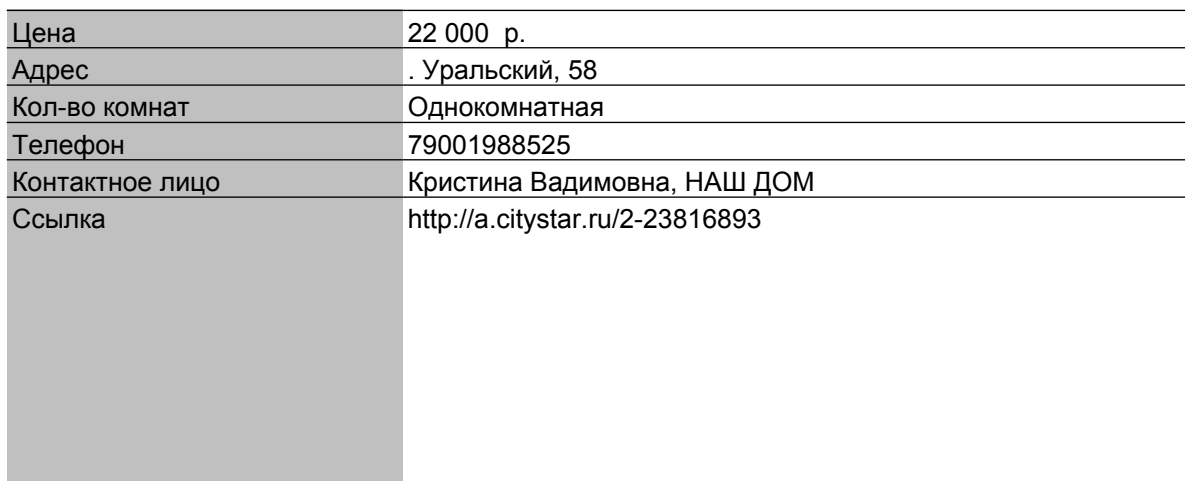 Цена 22 000 р.
Адрес . Уральский, 58
Кол-во комнат Однокомнатная
Телефон 79001988525
Контактное лицо Кристина Вадимовна, НАШ ДОМ
Ссылка http://a.citystar.ru/2-23816893